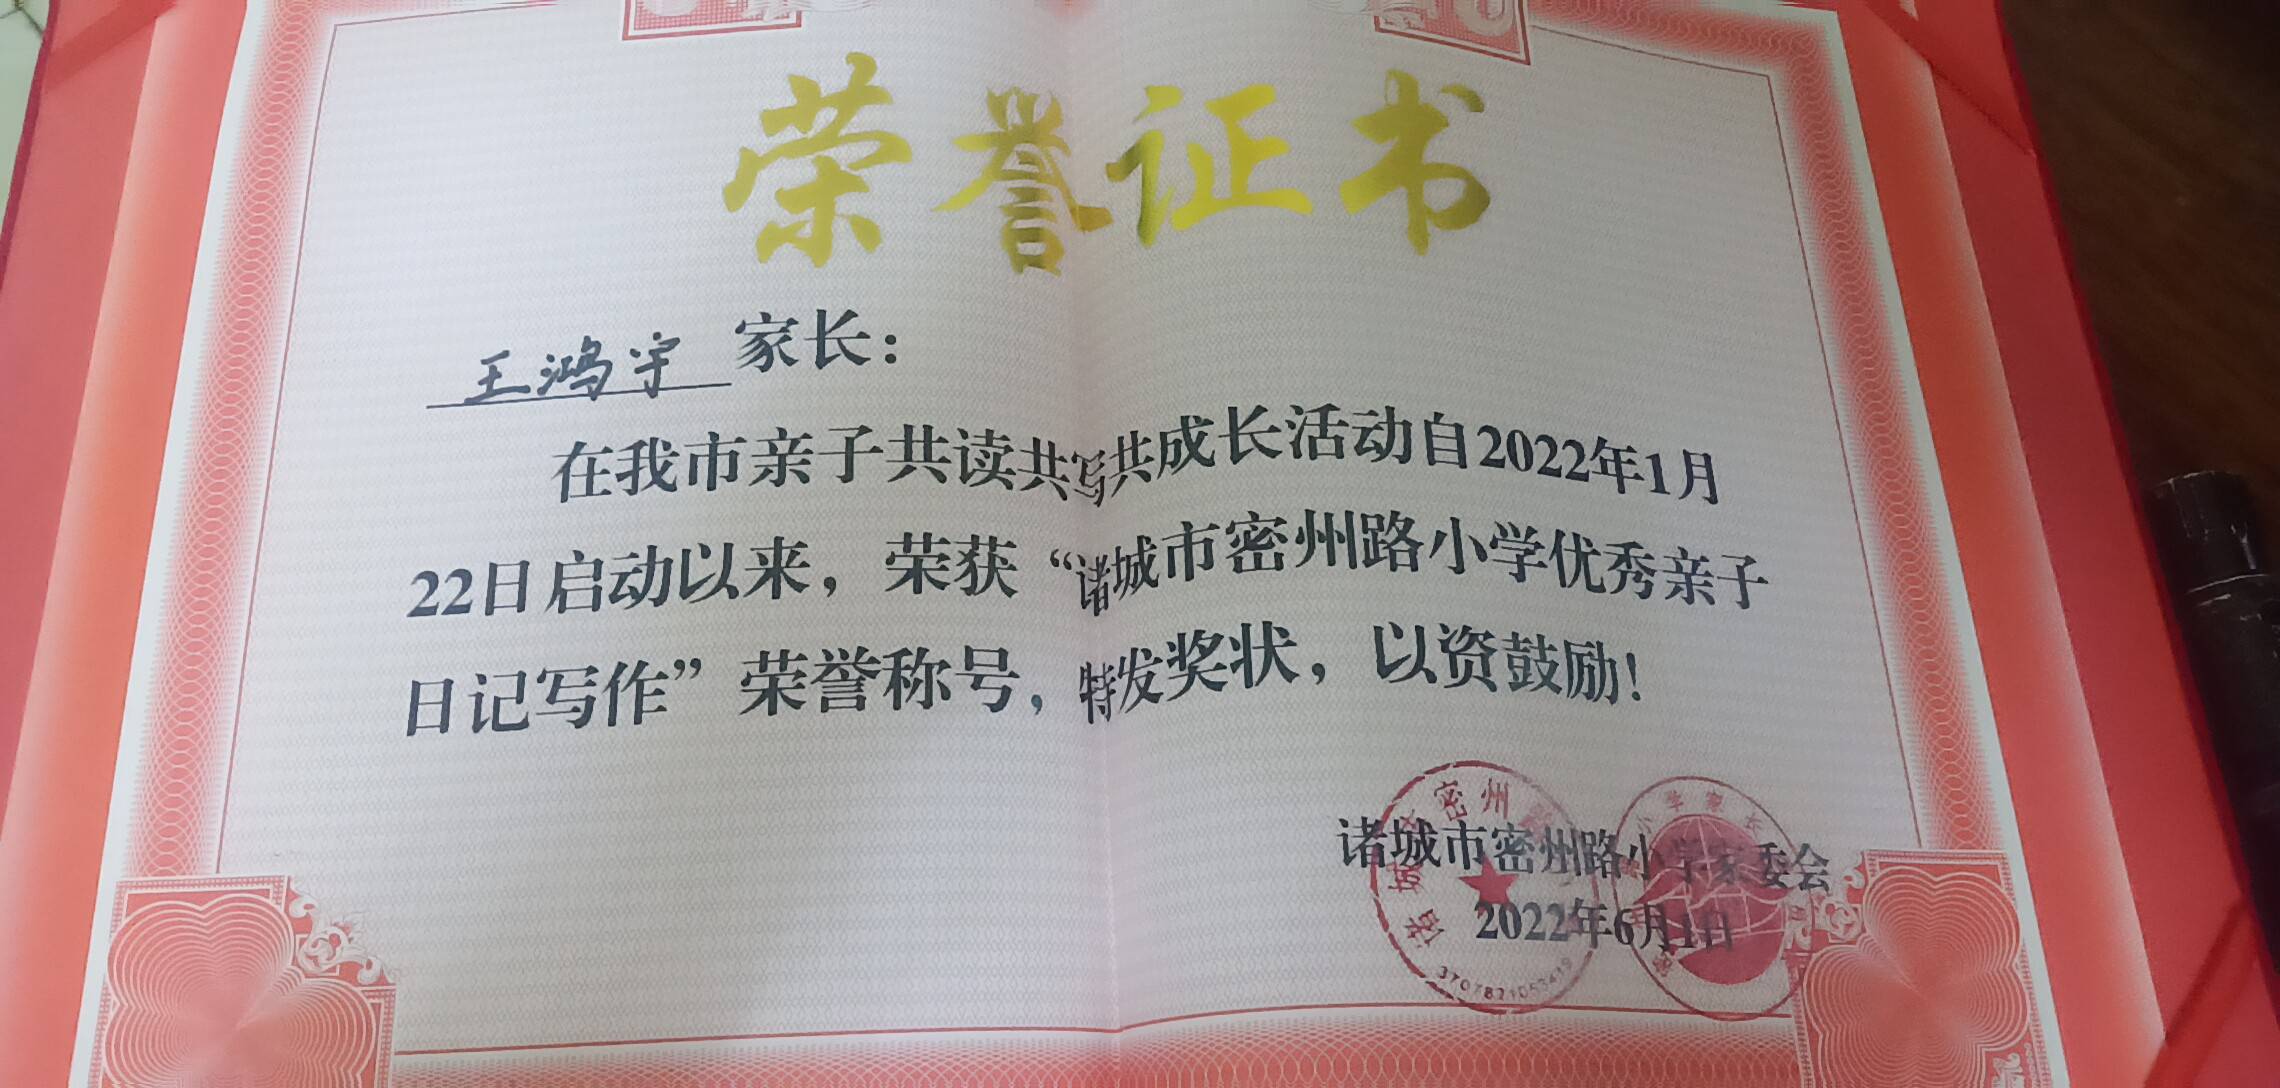 荣誉证书
王鸿宇 家长：
在我市亲子共读共写共成长活动自2022年1月
22日启动以来，荣获“诸城市密州路小学优秀亲子
日记写作”荣誉称号，特发奖状，以资鼓励！
诸城市密州路小学家委会
2022年6月1日